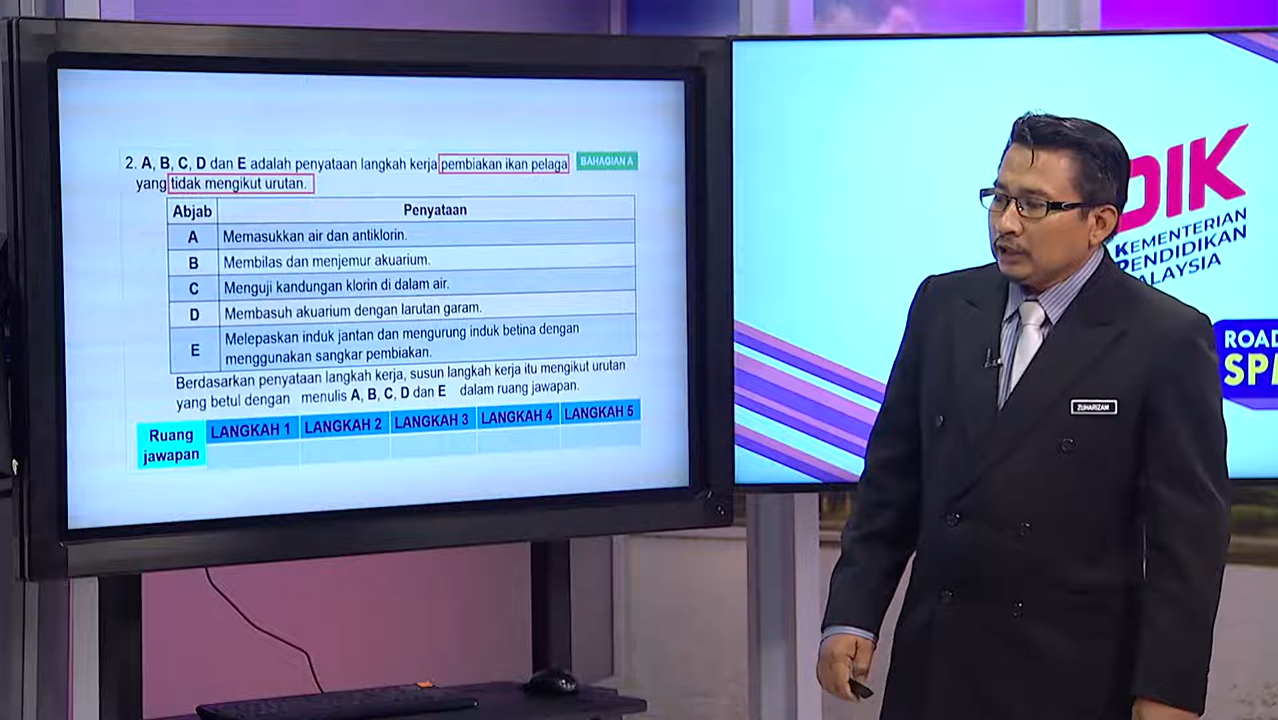 2. A, B, C, D dan E adalah penyataan langkah kerja pembiakan ikan pelaga BAHAGIAN A
yang tidak mengikut urutan.
Abjab Penyataan
A Memasukkan air dan antiklorin.
B Membilas dan menjemur akuarium.
C Menguji kandungan klorin di dalam air.
D Membasuh akuarium dengan larutan garam.
E Melepaskan induk jantan dan mengurung induk betina dengan
menggunakan sangkar pembiakan.
Berdasarkan penyataan langkah kerja, susun langkah kerja itu mengikut urutan
yang betul dengan menulis A, B, C, D dan E dalam ruang jawapan.
Ruang jawapan
LANGKAH 1 LANGKAH 2 LANGKAH 3 LANGKAH 4 LANGKAH 5
DIK
KEMENTERIAN
PENDIDIKAN
MALAYSIA
ROAD
ZUHARIZAM